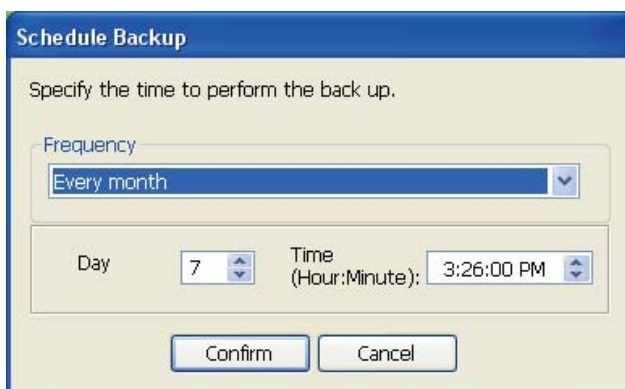 Schedule Backup
Specify the time to perform the back up.
Frequency
Every month
Day 7 Time (Hour:Minute): 3:26:00 PM
Confirm Cancel